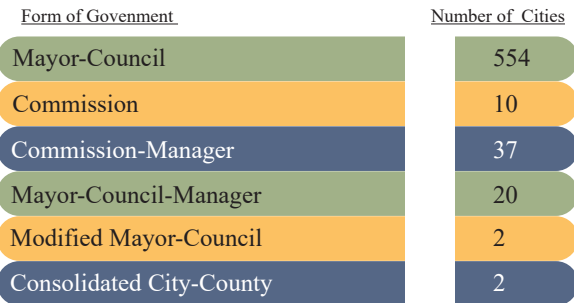 Form of Govenment Number of Cities
Mayor-Council 554
Commission 10
Commission-Manager 37
Mayor-Council-Manager 20
Modified Mayor-Council 2
Consolidated City-County 2